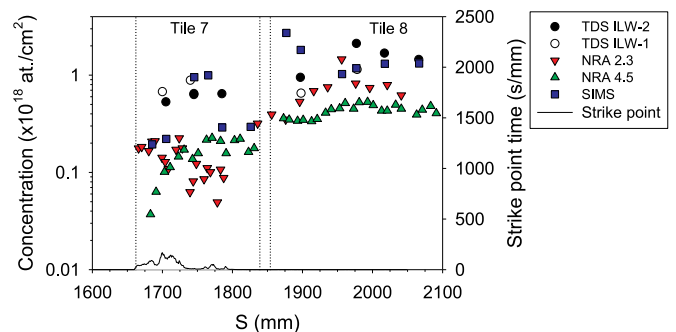 Tile 7 Tile 8
Concentration (x10^18 at./cm²)
1
0.1
0.01
2500
2000
1500
1000
500
0
Strike point time (s/mm)
1600 1700 1800 1900 2000 2100
S (mm)
TDS ILW-2
TDS ILW-1
NRA 2.3
NRA 4.5
SIMS
Strike point